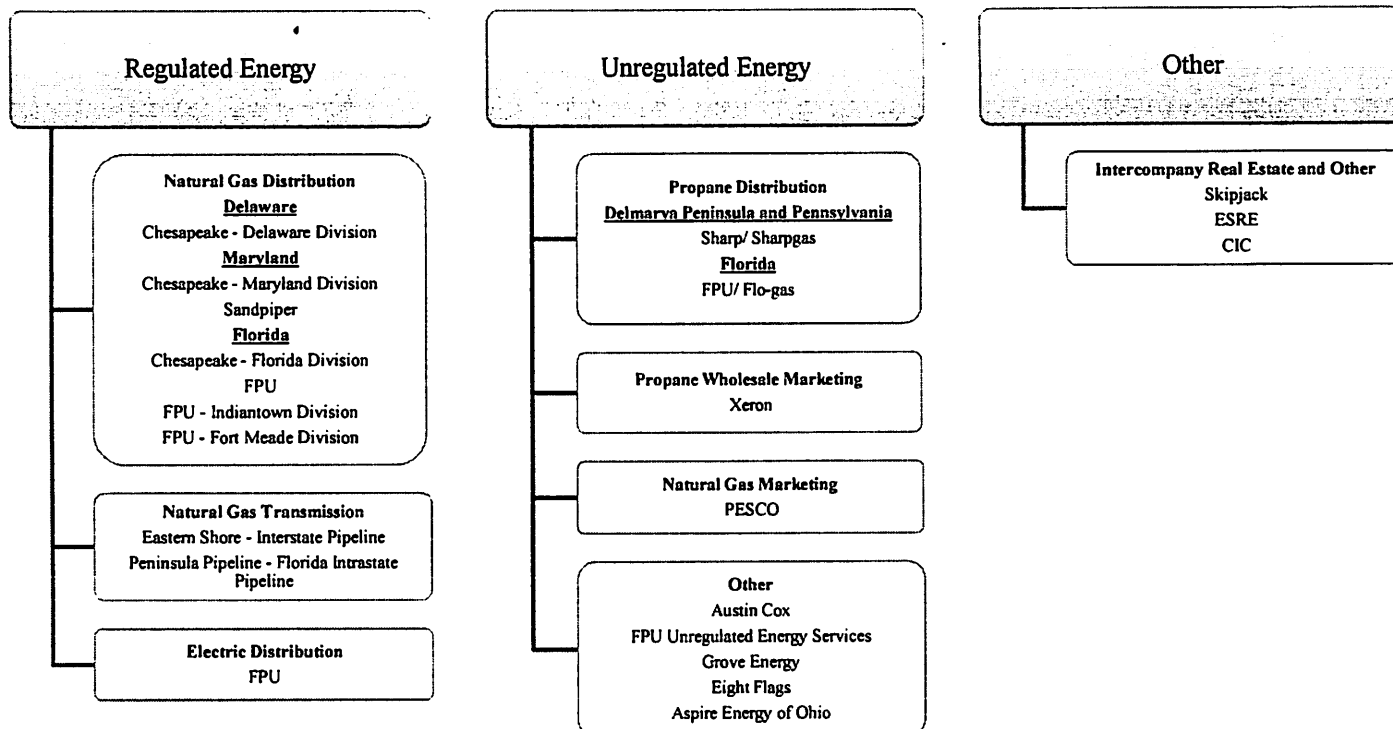 Regulated Energy
Natural Gas Distribution
Delaware
Chesapeake - Delaware Division
Maryland
Chesapeake - Maryland Division
Sandpiper
Florida
Chesapeake - Florida Division
FPU
FPU - Indiantown Division
FPU - Fort Meade Division
Natural Gas Transmission
Eastern Shore - Interstate Pipeline
Peninsula Pipeline - Florida Intrastate
Pipeline
Electric Distribution
FPU
Unregulated Energy
Propane Distribution
Delmarva Peninsula and Pennsylvania
Sharp/ Sharpgas
Florida
FPU/ Flo-gas
Propane Wholesale Marketing
Xeron
Natural Gas Marketing
PESCO
Other
Austin Cox
FPU Unregulated Energy Services
Grove Energy
Eight Flags
Aspire Energy of Ohio
Other
Intercompany Real Estate and Other
Skipjack
ESRE
CIC